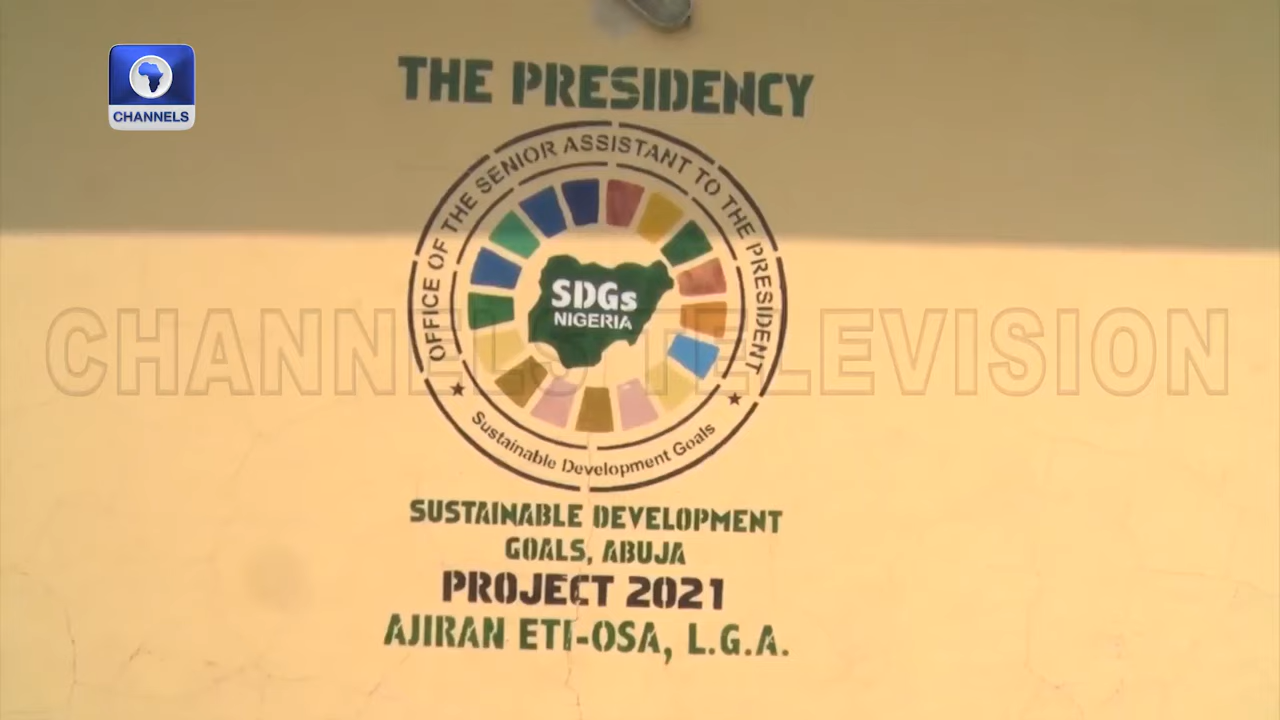 CHANNELS
THE PRESIDENCY
OFFICE OF THE SENIOR ASSISTANT TO THE PRESIDENT
SDGs
NIGERIA
CHANNELS TELEVISION
Sustainable Development Goals
SUSTAINABLE DEVELOPMENT
GOALS, ABUJA
PROJECT 2021
AJIRAN ETI-OSA, L.G.A.